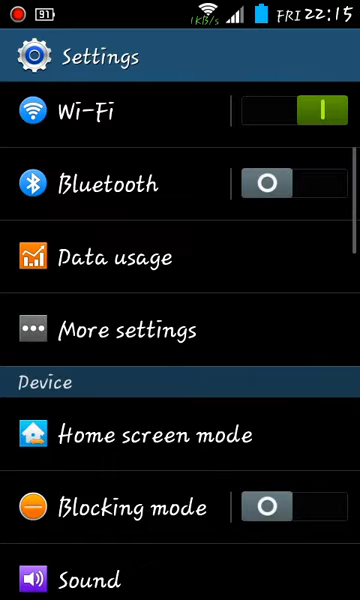 91 1KB/s FRI 22:15
Settings
Wi-Fi
Bluetooth
Data usage
More settings
Device
Home screen mode
Blocking mode
Sound